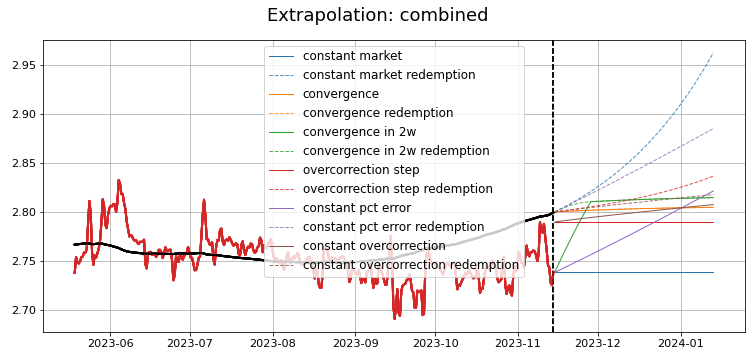 Extrapolation: combined
2.95
2.90
2.85
2.80
2.75
2.70
constant market
constant market redemption
convergence
convergence redemption
convergence in 2w
convergence in 2w redemption
overcorrection step
overcorrection step redemption
constant pct error
constant pct error redemption
constant overcorrection
constant overcorrection redemption
2023-06 2023-07 2023-08 2023-09 2023-10 2023-11 2023-12 2024-01